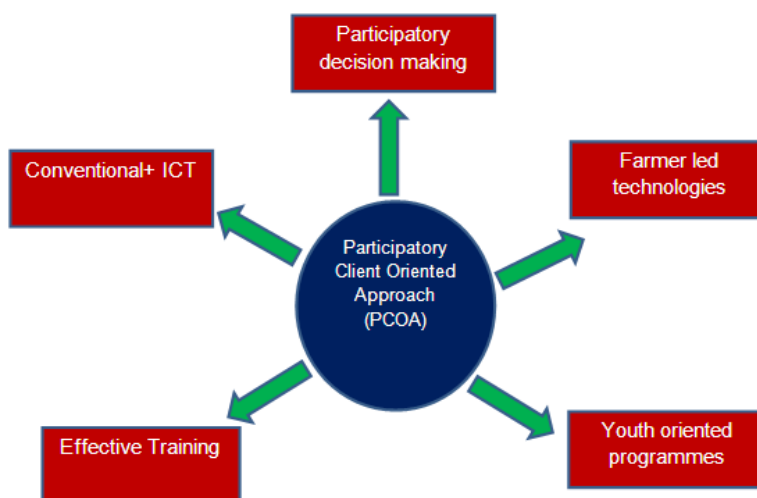 Participatory
decision making
Conventional+ ICT
Farmer led
technologies
Participatory
Client Oriented
Approach
(PCOA)
Effective Training
Youth oriented
programmes